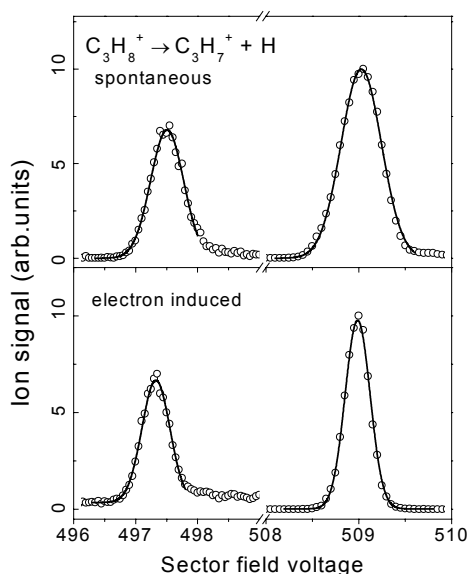 C₃H₈⁺ → C₃H₇⁺ + H
spontaneous
10
5
0
electron induced
10
5
0
Ion signal (arb.units)
496 497 498 508 509 510
Sector field voltage